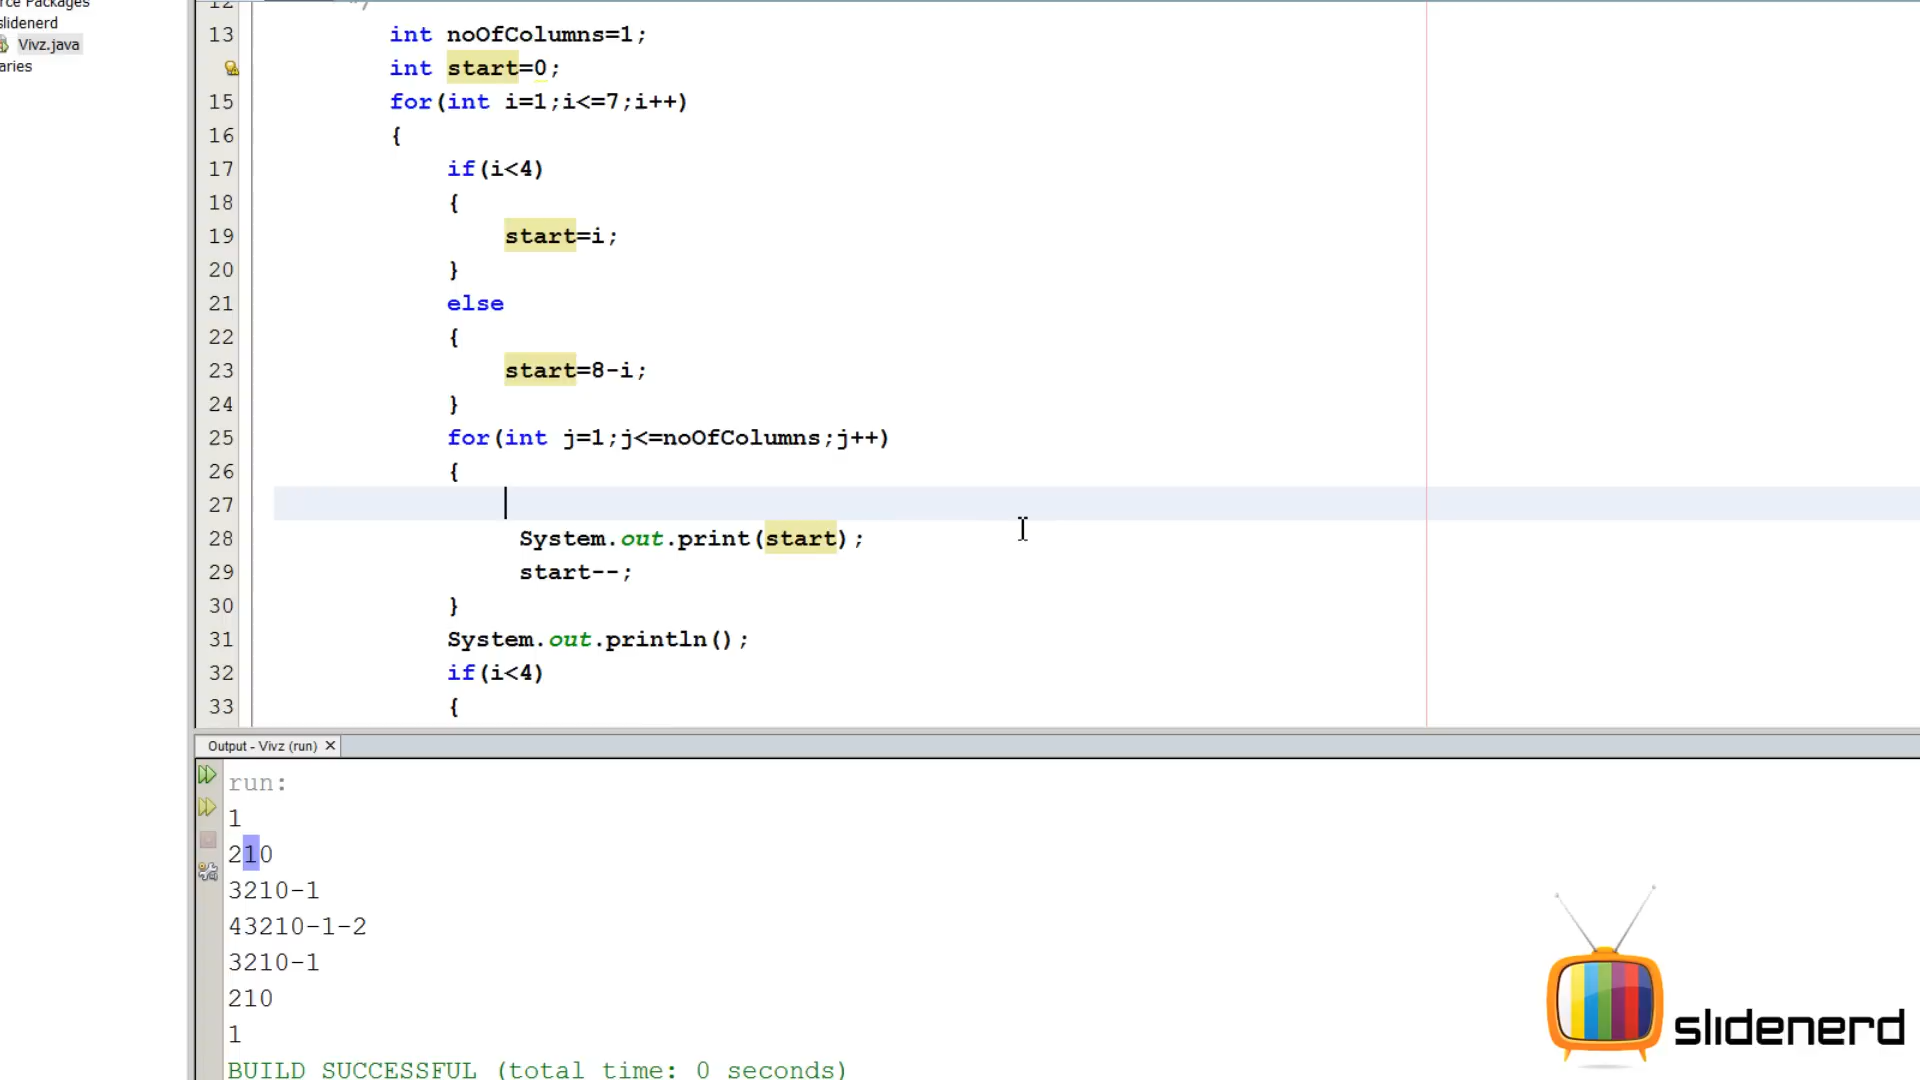 rce Packages
slidenerd
Vivz.java
aries
12 */
13 int noOfColumns=1;
int start=0;
15 for(int i=1;i<=7;i++)
16 {
17 if(i<4)
18 {
19 start=i;
20 }
21 else
22 {
23 start=8-i;
24 }
25 for(int j=1;j<=noOfColumns;j++)
26 {
27
28 System.out.print(start);
29 start--;
30 }
31 System.out.println();
32 if(i<4)
33 {
Output - Vivz (run)
run:
1
210
3210-1
43210-1-2
3210-1
210
1
BUILD SUCCESSFUL (total time: 0 seconds)
slidenerd